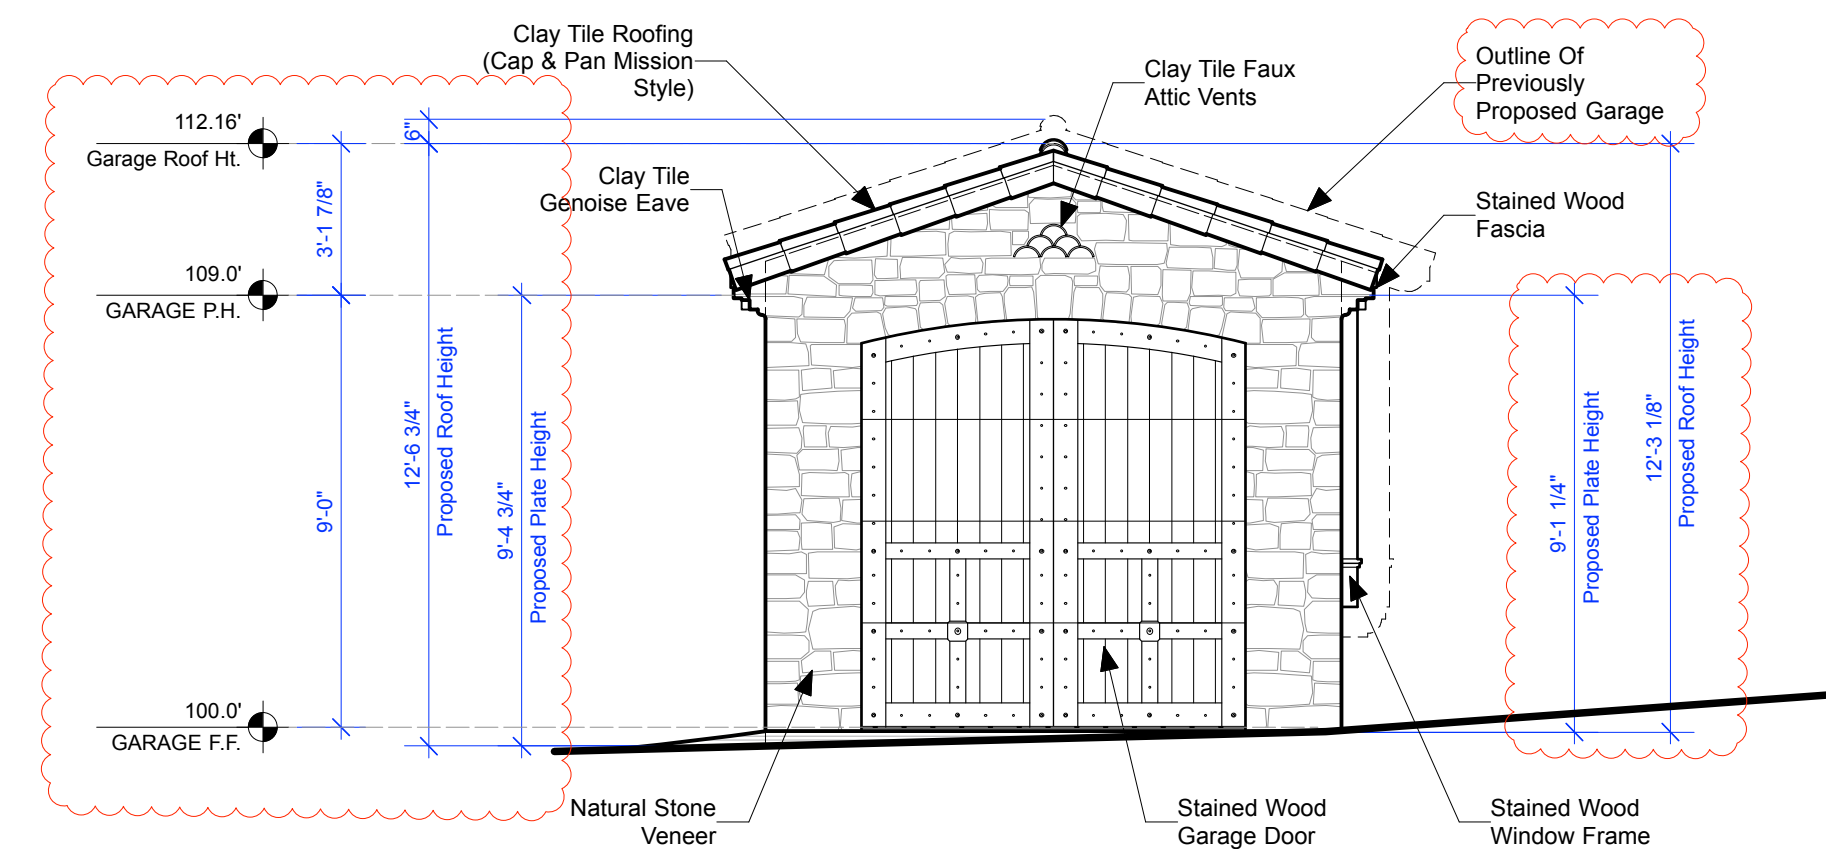 Clay Tile Roofing
(Cap & Pan Mission
Style)
Clay Tile Faux
Attic Vents
Outline Of
Previously
Proposed Garage
112.16'
Garage Roof Ht.
6"
Clay Tile
Genoise Eave
Stained Wood
Fascia
3'-1 7/8"
109.0'
GARAGE P.H.
9'-0"
12'-6 3/4"
Proposed Roof Height
9'-4 3/4"
Proposed Plate Height
9'-1 1/4"
Proposed Plate Height
12'-3 1/8"
Proposed Roof Height
100.0'
GARAGE F.F.
Natural Stone
Veneer
Stained Wood
Garage Door
Stained Wood
Window Frame